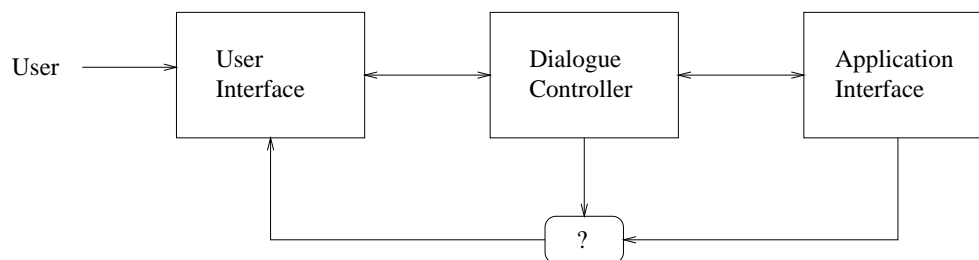 User
User
Interface
Dialogue
Controller
Application
Interface
?